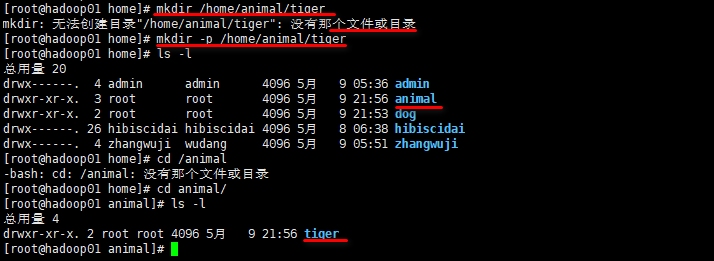 [root@hadoop01 home]# mkdir /home/animal/tiger
mkdir: 无法创建目录"/home/animal/tiger": 没有那个文件或目录
[root@hadoop01 home]# mkdir -p /home/animal/tiger
[root@hadoop01 home]# ls -l
总用量 20
drwx------.  4 admin     admin     4096 5月   9 05:36 admin
drwxr-xr-x.  3 root      root      4096 5月   9 21:56 animal
drwxr-xr-x.  2 root      root      4096 5月   9 21:53 dog
drwx------. 26 hibiscidai hibiscidai 4096 5月   8 06:38 hibiscidai
drwx------.  4 zhangwuji  wudang    4096 5月   9 05:51 zhangwuji
[root@hadoop01 home]# cd /animal
-bash: cd: /animal: 没有那个文件或目录
[root@hadoop01 home]# cd animal/
[root@hadoop01 animal]# ls -l
总用量 4
drwxr-xr-x. 2 root root 4096 5月   9 21:56 tiger
[root@hadoop01 animal]#